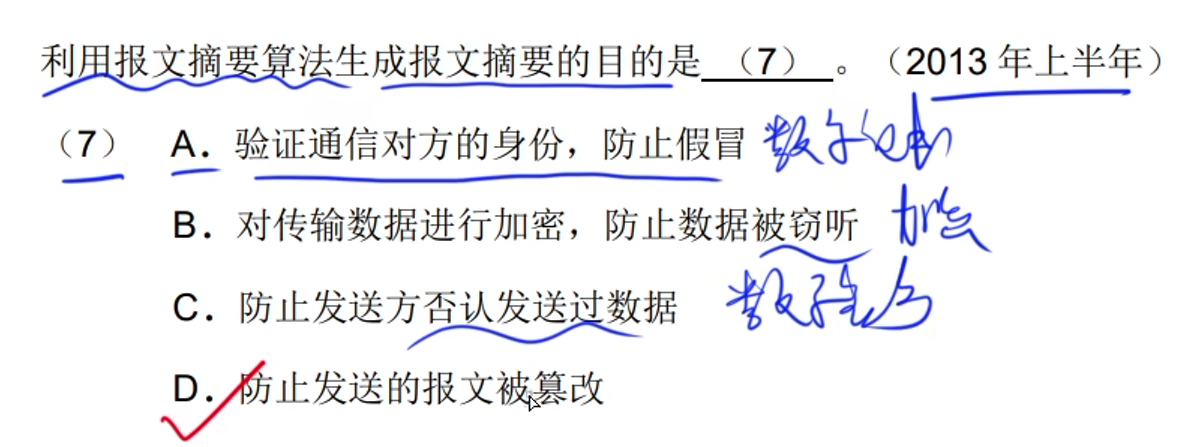 利用报文摘要算法生成报文摘要的目的是（7）。（2013 年上半年）
（7） A．验证通信对方的身份，防止假冒 数字
B．对传输数据进行加密，防止数据被窃听 加密
C．防止发送方否认发送过数据 数字签名
D．防止发送的报文被篡改